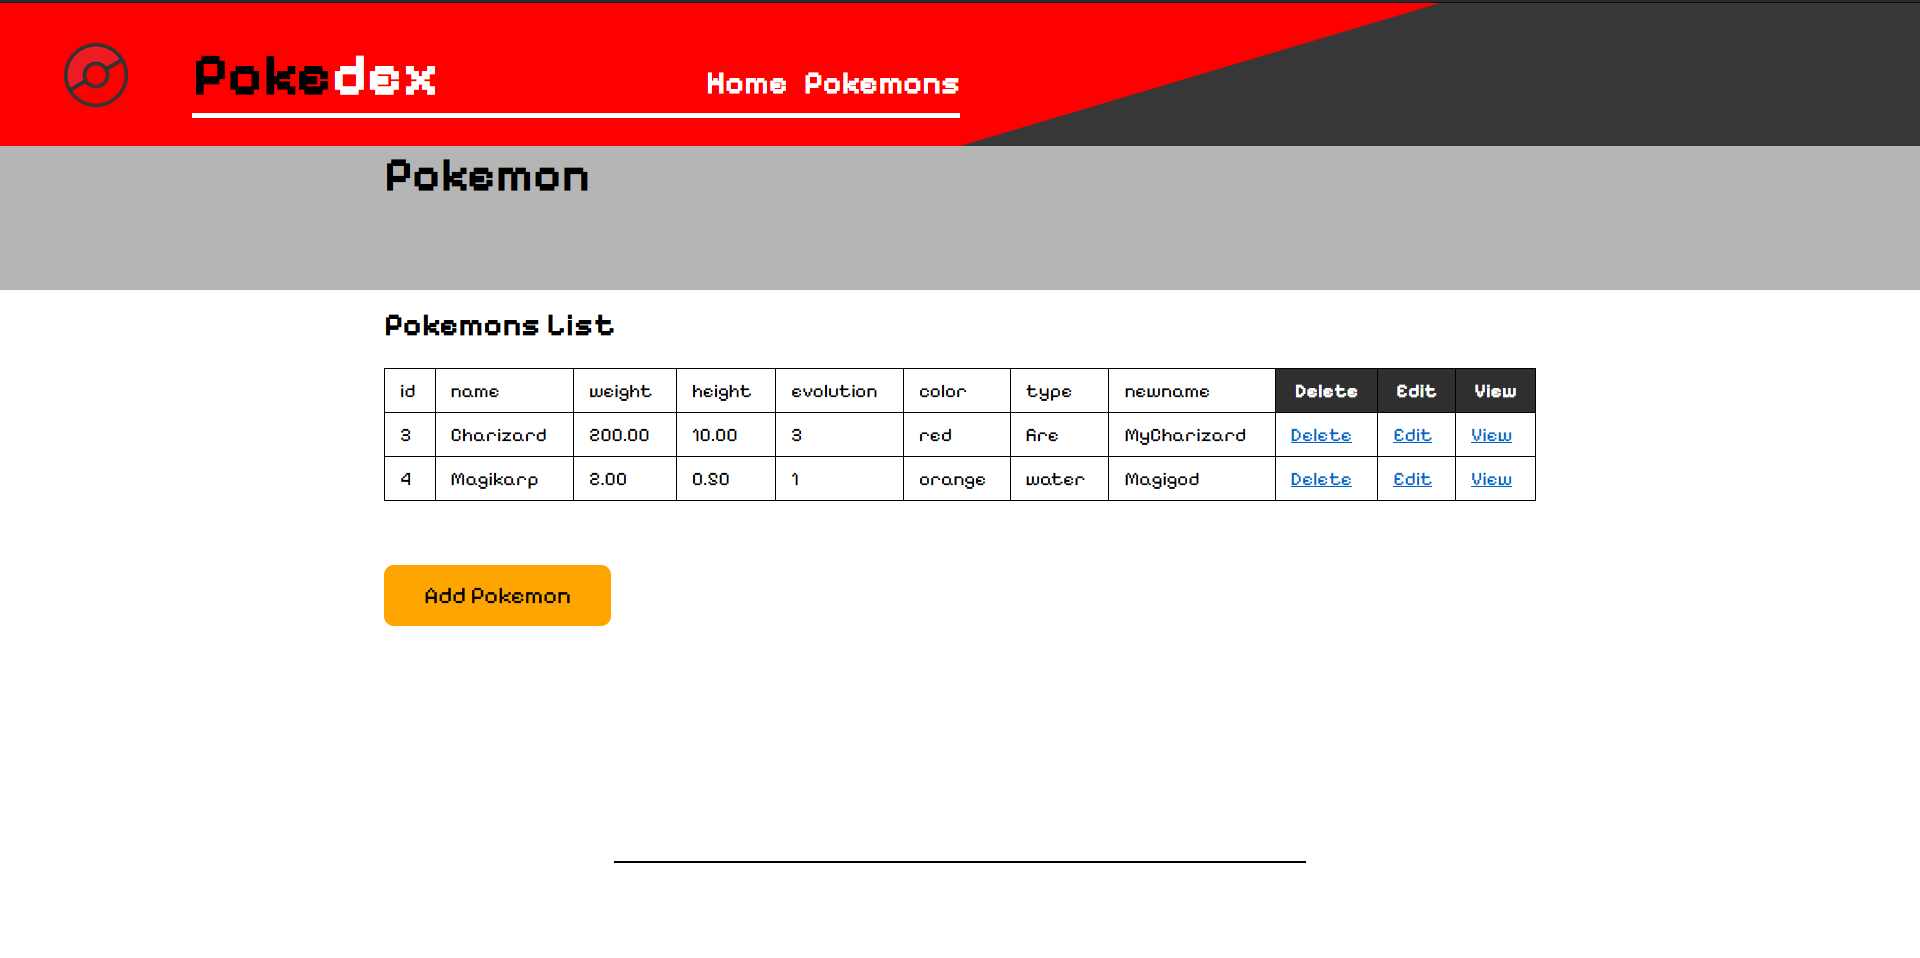 Pokedex Home Pokemons
Pokemon
Pokemons List
id name weight height evolution color type newname Delete Edit View
3 Charizard 200.00 10.00 3 red fire MyCharizard Delete Edit View
4 Magikarp 2.00 0.90 1 orange water Magigod Delete Edit View
Add Pokemon